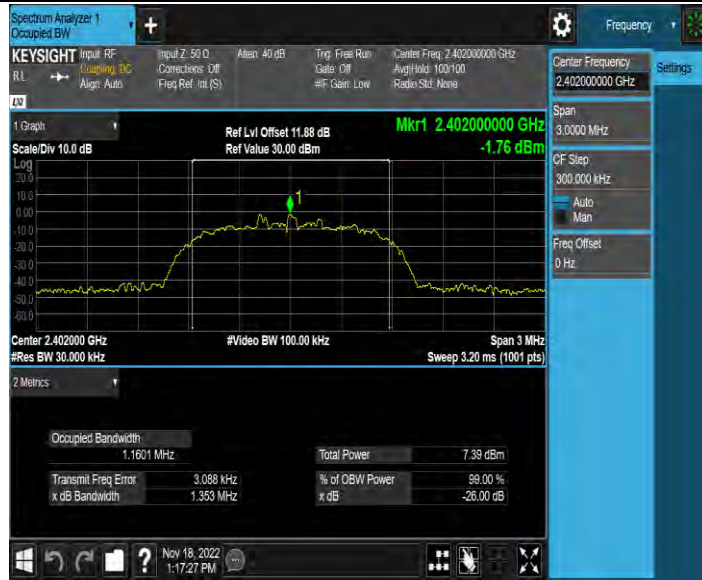 Spectrum Analyzer 1
Occupied BW
+
Frequency
KEYSIGHT
Input: RF
Coupling: DC
Align: Auto
RL
Input Z: 50 Ω
Corrections: Off
Freq Ref: Int (S)
Atten: 40 dB
Trig: Free Run
Gate: Off
#IF Gain: Low
Center Freq: 2.402000000 GHz
Avg|Hold: 100/100
Radio Std: None
LXI
Center Frequency
2.402000000 GHz
Settings
Span
3.0000 MHz
CF Step
300.000 kHz
Auto
Man
Freq Offset
0 Hz
1 Graph
Scale/Div 10.0 dB
Ref Lvl Offset 11.88 dB
Ref Value 30.00 dBm
Mkr1 2.402000000 GHz
-1.76 dBm
Log
20.0
10.0
0.00
-10.0
-20.0
-30.0
-40.0
-50.0
-60.0
1
Center 2.402000 GHz
#Video BW 100.00 kHz
Span 3 MHz
#Res BW 30.000 kHz
Sweep 3.20 ms (1001 pts)
2 Metrics
Occupied Bandwidth
1.1601 MHz
Total Power 7.39 dBm
Transmit Freq Error 3.088 kHz
% of OBW Power 99.00 %
x dB Bandwidth 1.353 MHz
x dB -26.00 dB
?
Nov 18, 2022
1:17:27 PM